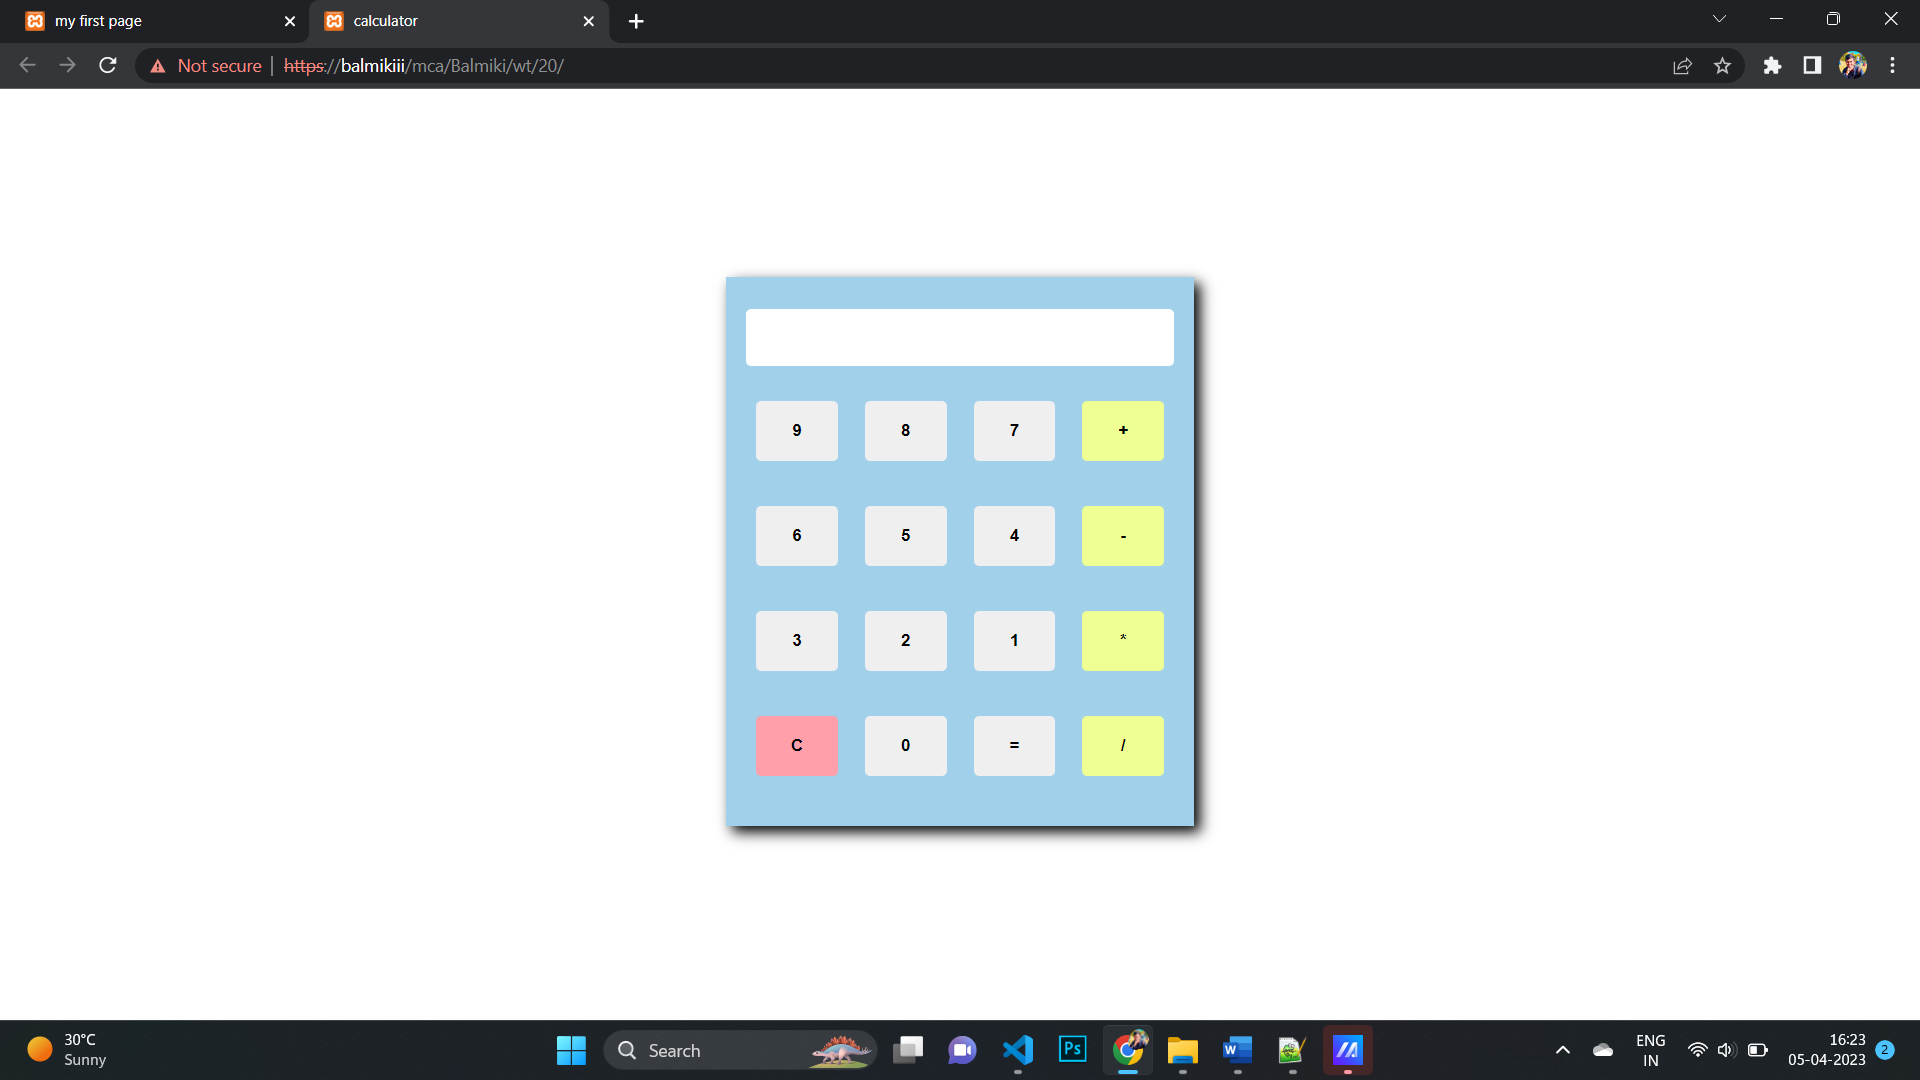 my first page
calculator
Not secure | https://balmikiii/mca/Balmiki/wt/20/
9 8 7 +
6 5 4 -
3 2 1 *
C 0 = /
30°C
Sunny
Search
Ps
W
ENG
IN
16:23
05-04-2023
2